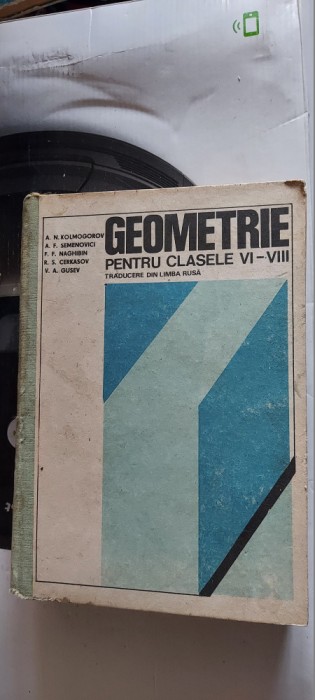 A. N. KOLMOGOROV
A. F. SEMENOVICI
F. F. NAGHIBIN
R. S. CERKASOV
V. A. GUSEV
GEOMETRIE
PENTRU CLASELE VI–VIII
TRADUCERE DIN LIMBA RUSĂ